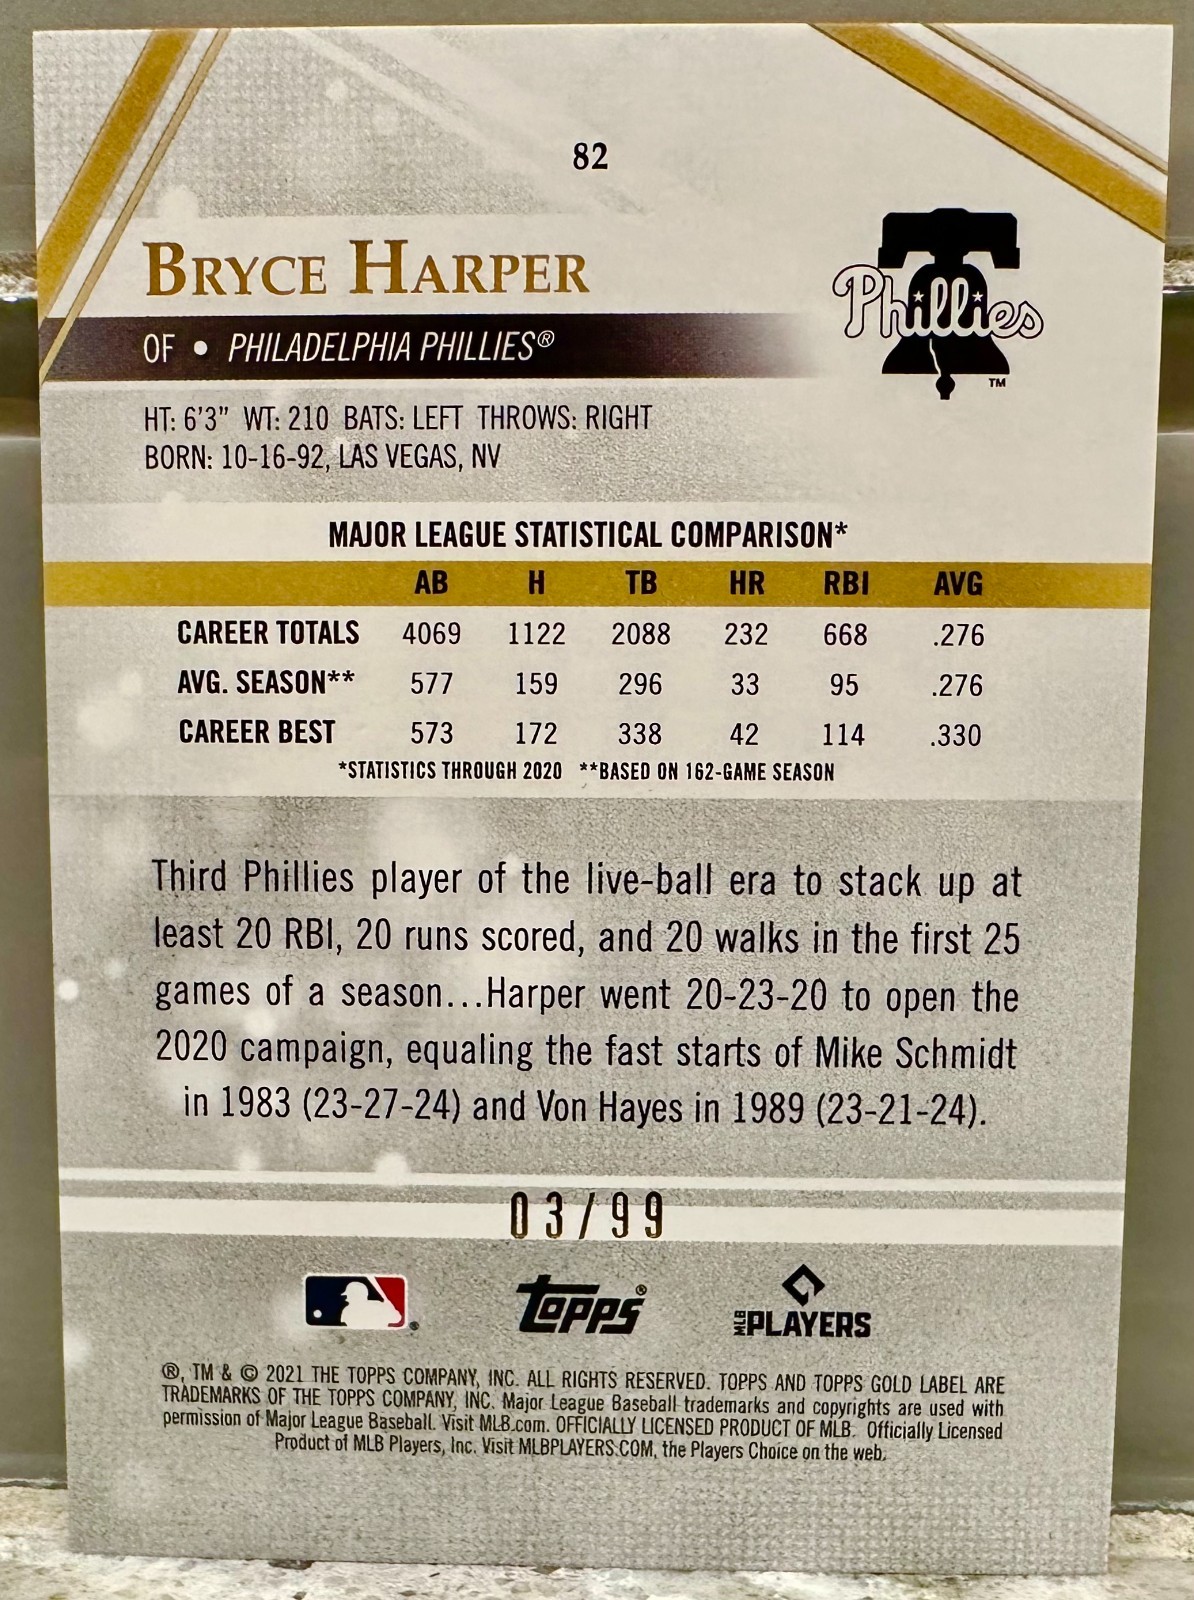 82
BRYCE HARPER
Phillies
TM
OF • PHILADELPHIA PHILLIES®
HT: 6'3" WT: 210 BATS: LEFT THROWS: RIGHT
BORN: 10-16-92, LAS VEGAS, NV
MAJOR LEAGUE STATISTICAL COMPARISON*
AB H TB HR RBI AVG
CAREER TOTALS 4069 1122 2088 232 668 .276
AVG. SEASON** 577 159 296 33 95 .276
CAREER BEST 573 172 338 42 114 .330
*STATISTICS THROUGH 2020 **BASED ON 162-GAME SEASON
Third Phillies player of the live-ball era to stack up at
least 20 RBI, 20 runs scored, and 20 walks in the first 25
games of a season...Harper went 20-23-20 to open the
2020 campaign, equaling the fast starts of Mike Schmidt
in 1983 (23-27-24) and Von Hayes in 1989 (23-21-24).
03/99
® topps® MLB PLAYERS
®, TM & © 2021 THE TOPPS COMPANY, INC. ALL RIGHTS RESERVED. TOPPS AND TOPPS GOLD LABEL ARE
TRADEMARKS OF THE TOPPS COMPANY, INC. Major League Baseball trademarks and copyrights are used with
permission of Major League Baseball. Visit MLB.com. OFFICIALLY LICENSED PRODUCT OF MLB. Officially Licensed
Product of MLB Players, Inc. Visit MLBPLAYERS.COM, the Players Choice on the web.